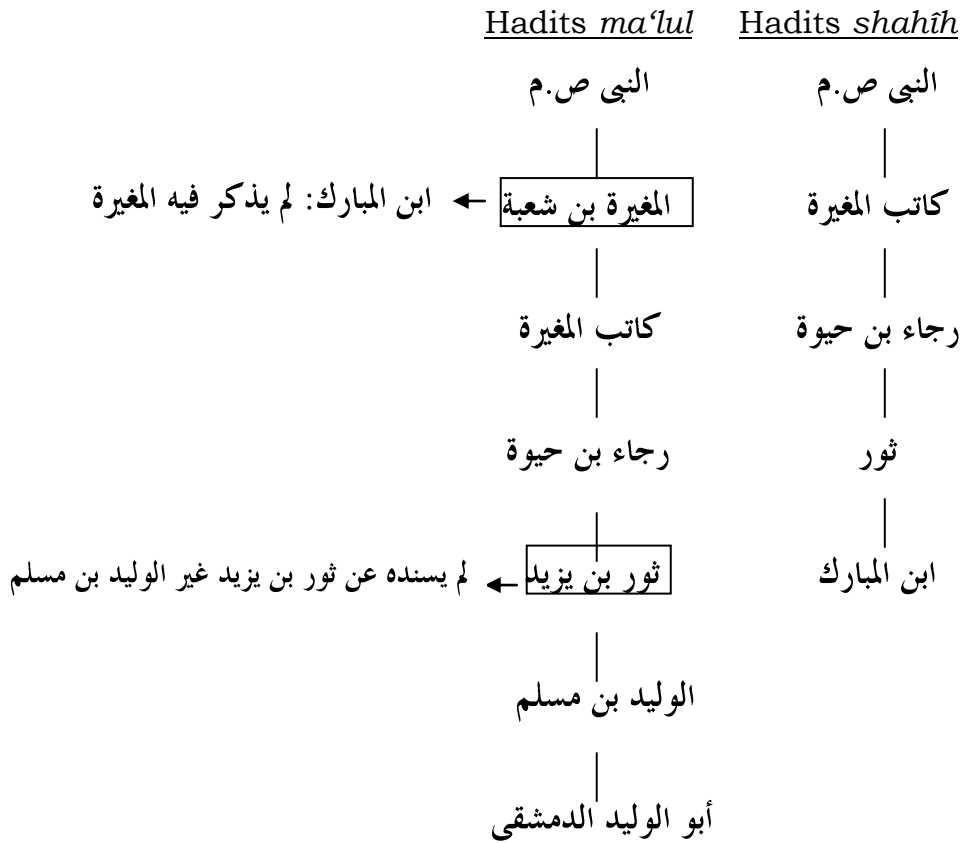 Hadits ma‘lul Hadits shahîh
النبى ص.م النبى ص.م
كاتب المغيرة المغيرة بن شعبة ابن المبارك: لم يذكر فيه المغيرة
رجاء بن حيوة كاتب المغيرة
ثور رجاء بن حيوة
ابن المبارك ثور بن يزيد لم يسنده عن ثور بن يزيد غير الوليد بن مسلم
الوليد بن مسلم
أبو الوليد الدمشقى